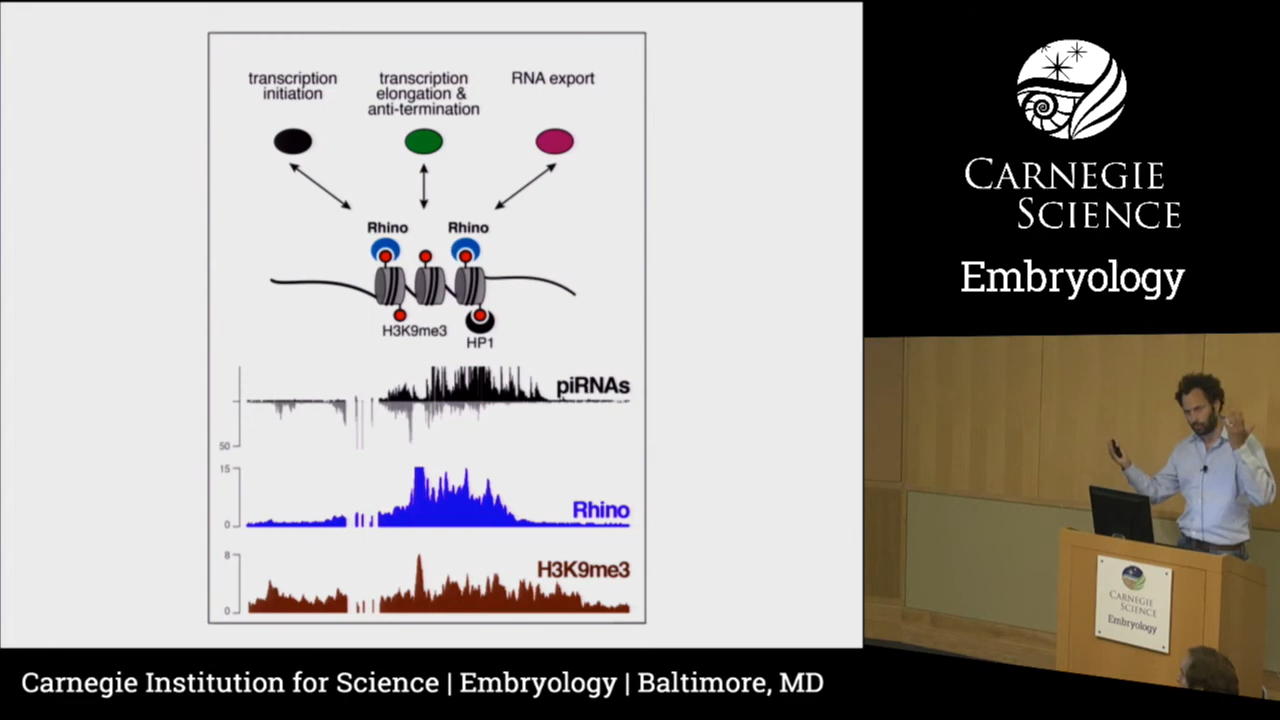 transcription
initiation
transcription
elongation &
anti-termination
RNA export
Rhino
Rhino
H3K9me3
HP1
piRNAs
50
15
Rhino
0
8
H3K9me3
0
CARNEGIE
SCIENCE
Embryology
CARNEGIE
SCIENCE
Embryology
Carnegie Institution for Science | Embryology | Baltimore, MD